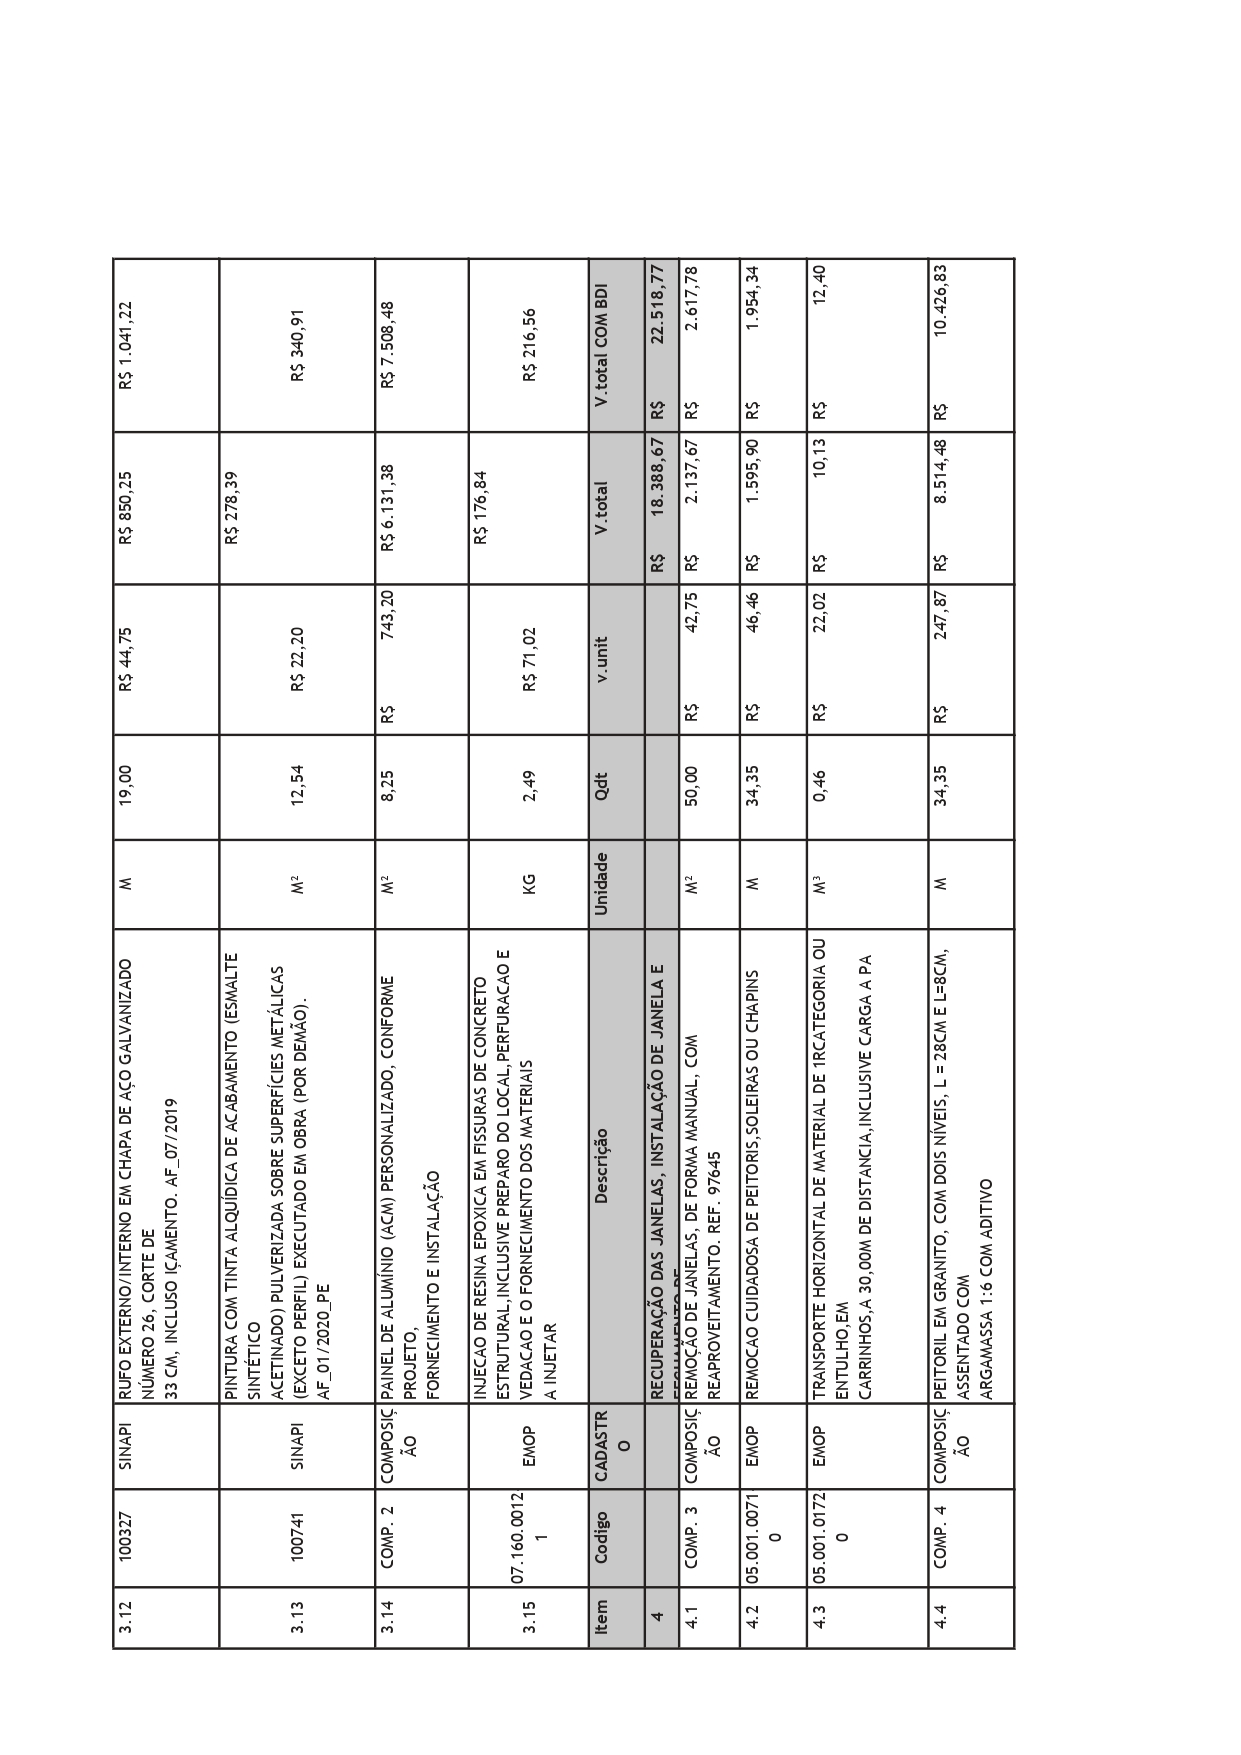 3.12 100327 SINAPI RUFO EXTERNO/INTERNO EM CHAPA DE AÇO GALVANIZADO M 19,00 R$ 44,75 R$ 850,25 R$ 1.041,22
NÚMERO 26, CORTE DE
33 CM, INCLUSO IÇAMENTO. AF_07/2019
PINTURA COM TINTA ALQUÍDICA DE ACABAMENTO (ESMALTE R$ 278,39
SINTÉTICO
ACETINADO) PULVERIZADA SOBRE SUPERFÍCIES METÁLICAS
3.13 100741 SINAPI (EXCETO PERFIL) EXECUTADO EM OBRA (POR DEMÃO). M² 12,54 R$ 22,20 R$ 340,91
AF_01/2020_PE
3.14 COMP. 2 COMPOSIÇ PAINEL DE ALUMÍNIO (ACM) PERSONALIZADO, CONFORME M² 8,25 R$ 743,20 R$ 6.131,38 R$ 7.508,48
ÃO PROJETO,
FORNECIMENTO E INSTALAÇÃO
INJECAO DE RESINA EPOXICA EM FISSURAS DE CONCRETO R$ 176,84
ESTRUTURAL,INCLUSIVE PREPARO DO LOCAL,PERFURACAO E
3.15 07.160.0012 EMOP VEDACAO E O FORNECIMENTO DOS MATERIAIS KG 2,49 R$ 71,02 R$ 216,56
1 A INJETAR
Item Codigo CADASTR Descrição Unidade Qdt v.unit V.total V.total COM BDI
O
4 RECUPERAÇÃO DAS JANELAS, INSTALAÇÃO DE JANELA E R$ 18.388,67 R$ 22.518,77
4.1 COMP. 3 COMPOSIÇ REMOÇÃO DE JANELAS, DE FORMA MANUAL, COM M² 50,00 R$ 42,75 R$ 2.137,67 R$ 2.617,78
ÃO REAPROVEITAMENTO. REF. 97645
4.2 05.001.0071- EMOP REMOCAO CUIDADOSA DE PEITORIS,SOLEIRAS OU CHAPINS M 34,35 R$ 46,46 R$ 1.595,90 R$ 1.954,34
0
4.3 05.001.0172- EMOP TRANSPORTE HORIZONTAL DE MATERIAL DE 1RCATEGORIA OU M³ 0,46 R$ 22,02 R$ 10,13 R$ 12,40
0 ENTULHO,EM
CARRINHOS,A 30,00M DE DISTANCIA,INCLUSIVE CARGA A PA
4.4 COMP. 4 COMPOSIÇ PEITORIL EM GRANITO, COM DOIS NÍVEIS, L = 28CM E L=8CM, M 34,35 R$ 247,87 R$ 8.514,48 R$ 10.426,83
ÃO ASSENTADO COM
ARGAMASSA 1:6 COM ADITIVO